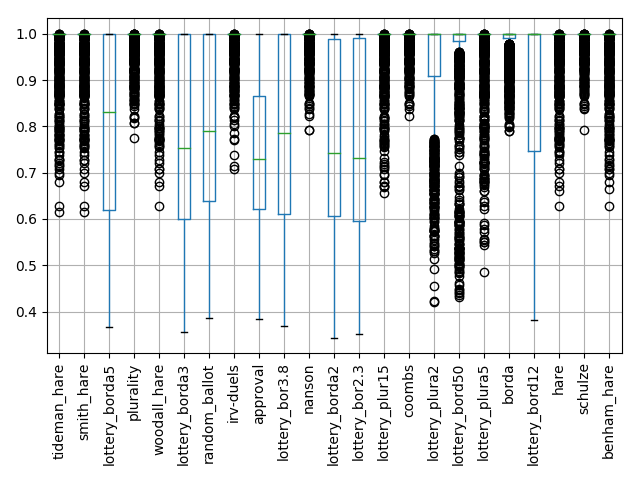 1.0
0.9
0.8
0.7
0.6
0.5
0.4
tideman_hare
smith_hare
lottery_borda5
plurality
woodall_hare
lottery_borda3
random_ballot
irv-duels
approval
lottery_bor3.8
nanson
lottery_borda2
lottery_bor2.3
lottery_plur15
coombs
lottery_plura2
lottery_bord50
lottery_plura5
borda
lottery_bord12
hare
schulze
benham_hare